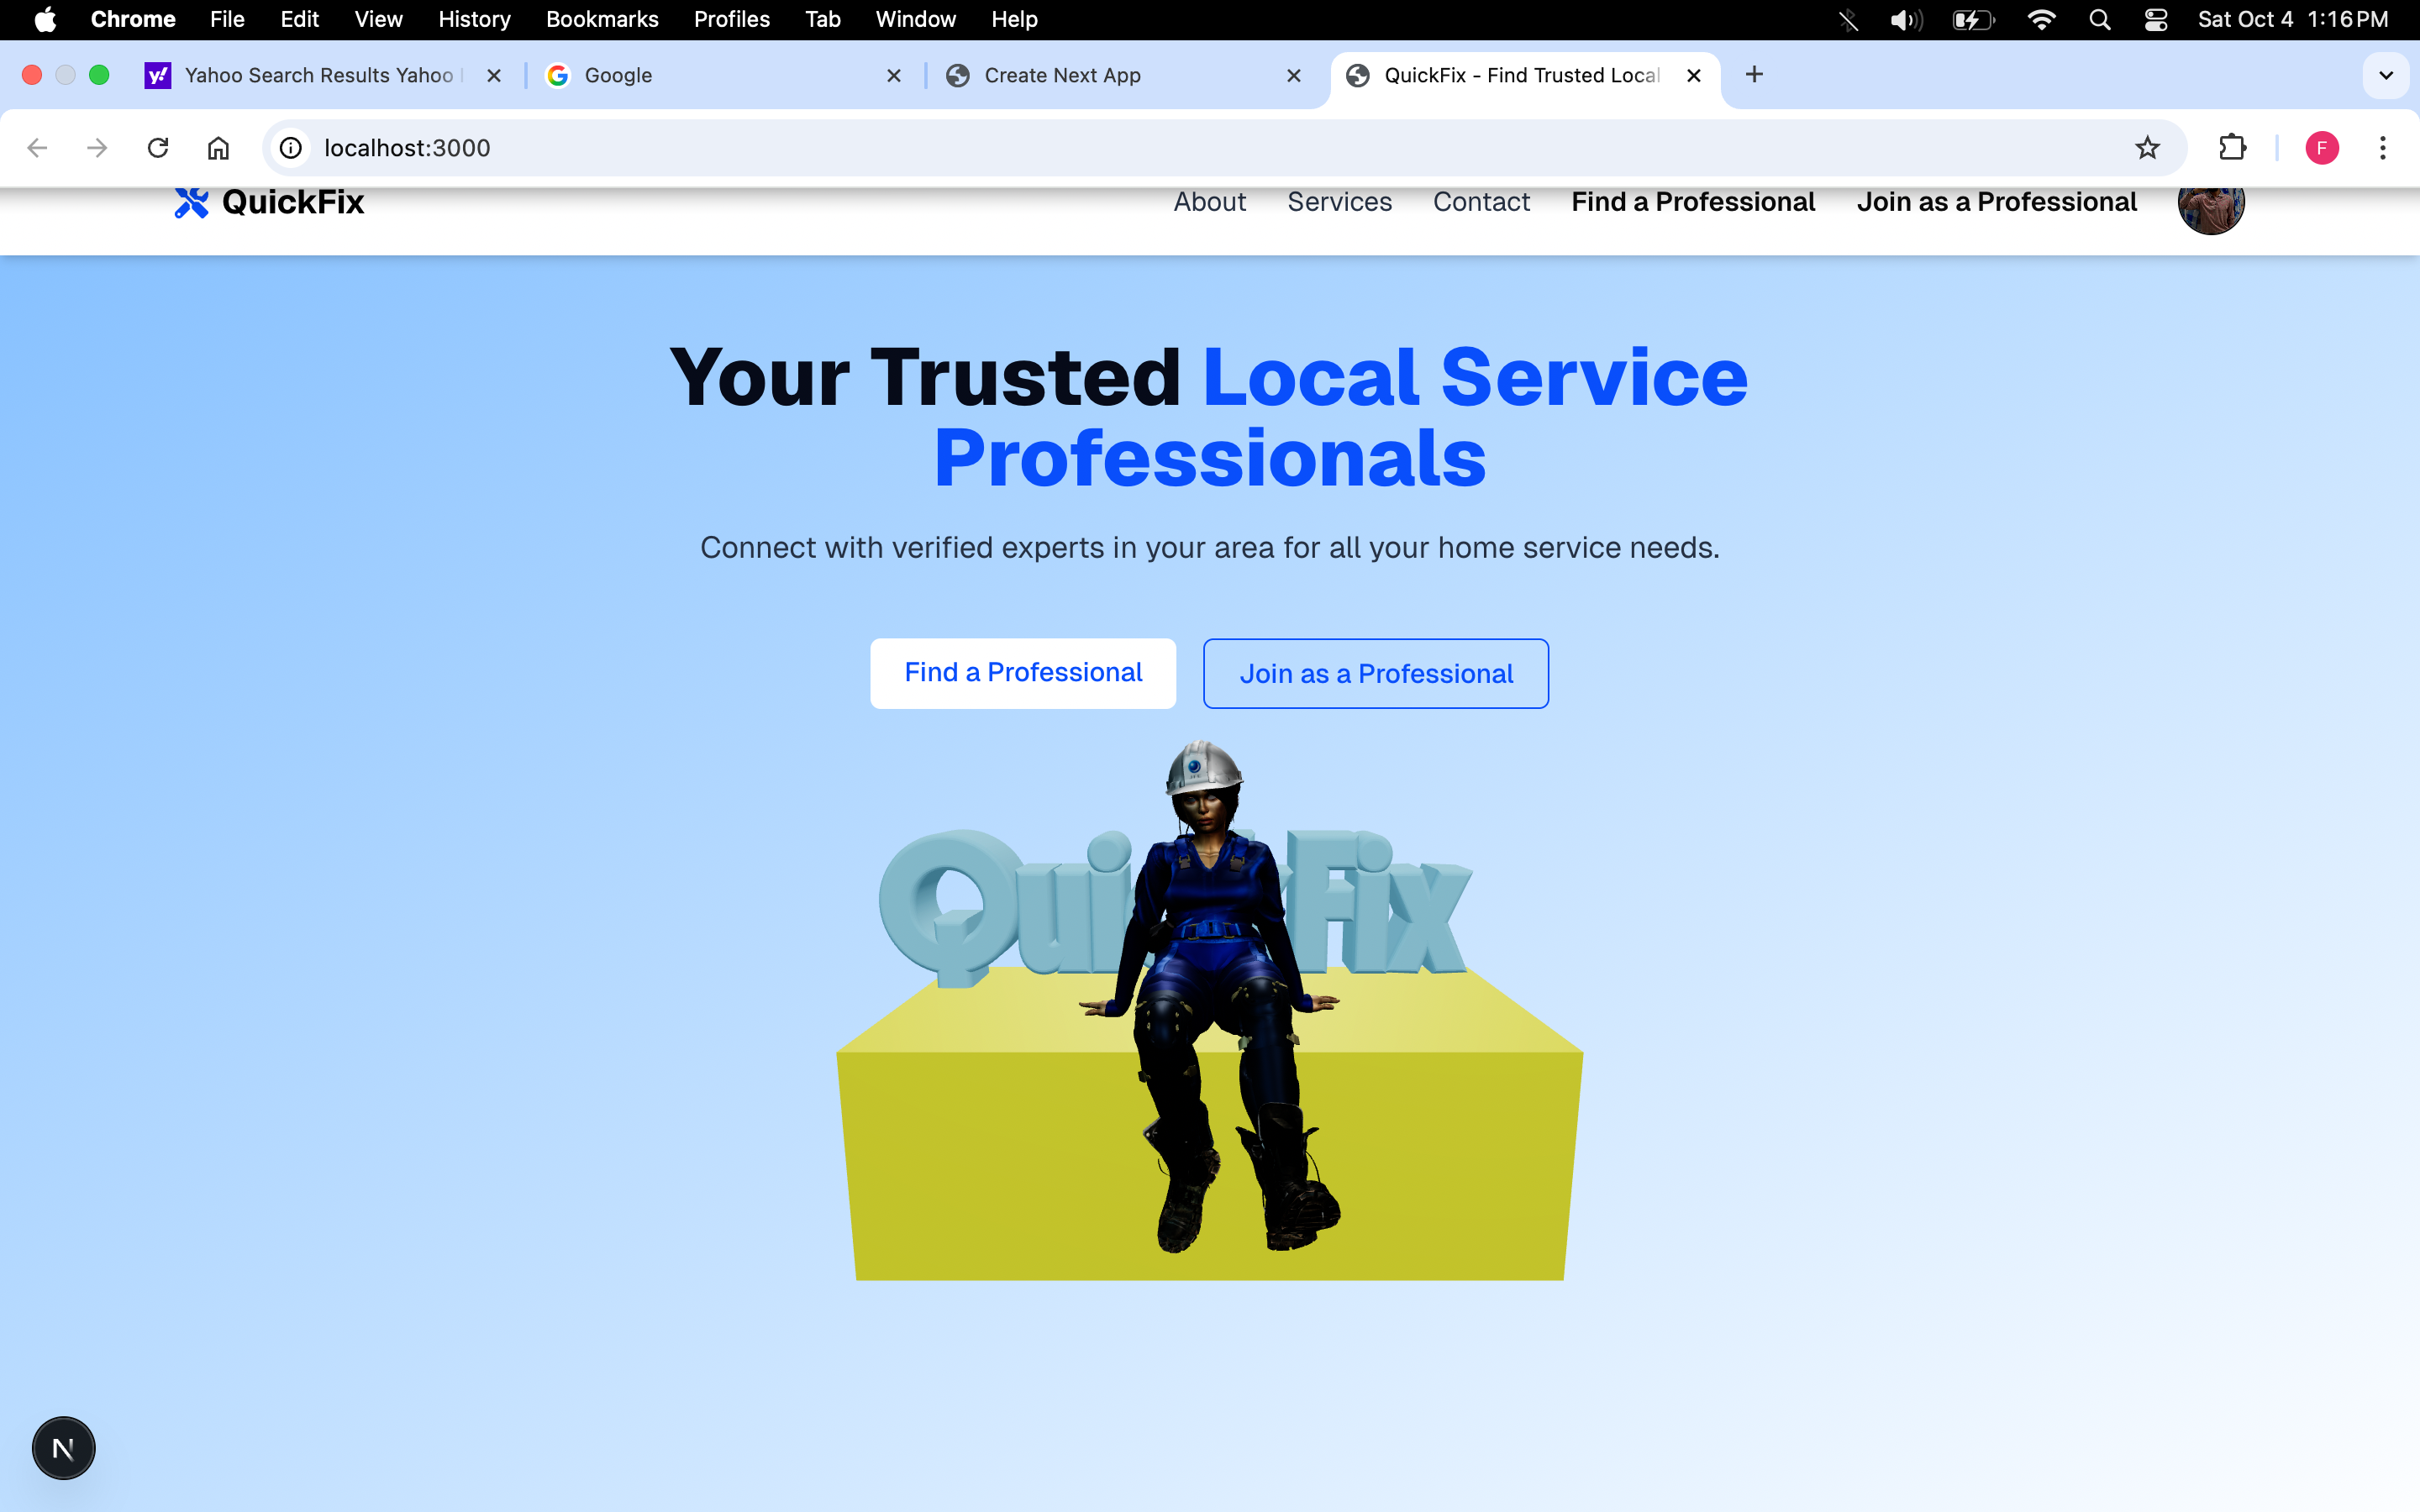 Chrome File Edit View History Bookmarks Profiles Tab Window Help Sat Oct 4 1:16 PM
Yahoo Search Results Yahoo Google Create Next App QuickFix - Find Trusted Local
localhost:3000 F
QuickFix About Services Contact Find a Professional Join as a Professional
Your Trusted Local Service
Professionals
Connect with verified experts in your area for all your home service needs.
Find a Professional Join as a Professional
QuickFix
N